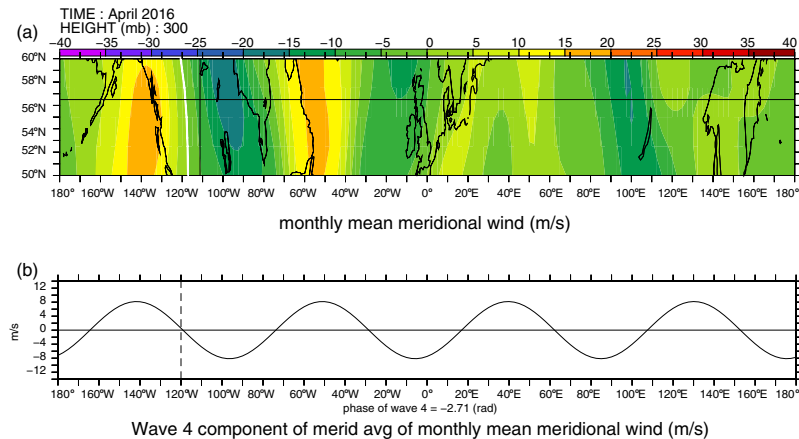 TIME : April 2016
HEIGHT (mb) : 300
(a)
−40 −35 −30 −25 −20 −15 −10 −5 0 5 10 15 20 25 30 35 40
60°N
58°N
56°N
54°N
52°N
50°N
180° 160°W 140°W 120°W 100°W 80°W 60°W 40°W 20°W 0° 20°E 40°E 60°E 80°E 100°E 120°E 140°E 160°E 180°
monthly mean meridional wind (m/s)
(b)
12
8
4
0
−4
−8
−12
m/s
180° 160°W 140°W 120°W 100°W 80°W 60°W 40°W 20°W 0° 20°E 40°E 60°E 80°E 100°E 120°E 140°E 160°E 180°
phase of wave 4 = −2.71 (rad)
Wave 4 component of merid avg of monthly mean meridional wind (m/s)